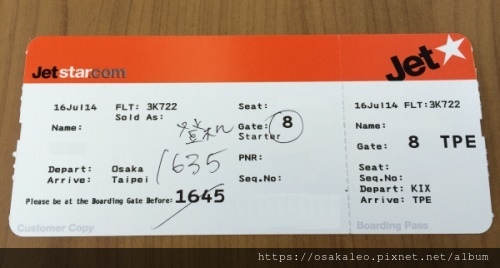 Jetstar.com
Jet
16Jul14 FLT: 3K722
Sold As:
Name:
Depart: Osaka
Arrive: Taipei
Seat:
Gate: 8
Starter
PNR:
Seq.No:
登机
1635
Please be at the Boarding Gate Before: 1645
Customer Copy
16Jul14 FLT:3K722
Name:
Gate: 8 TPE
Seat:
Seq.No:
Depart: KIX
Arrive: TPE
Boarding Pass
https://osakaleo.pixnet.net/album